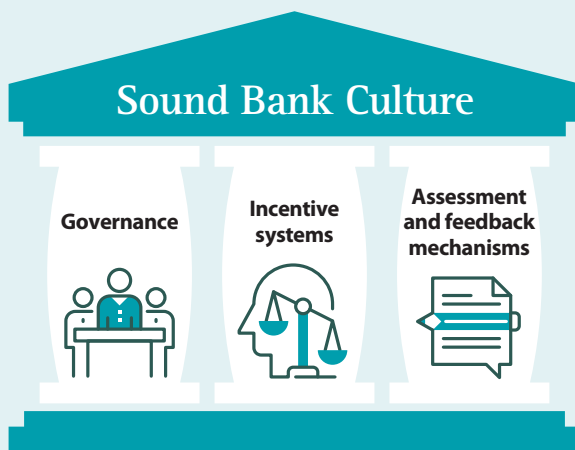 Sound Bank Culture
Governance
Incentive
systems
Assessment
and feedback
mechanisms